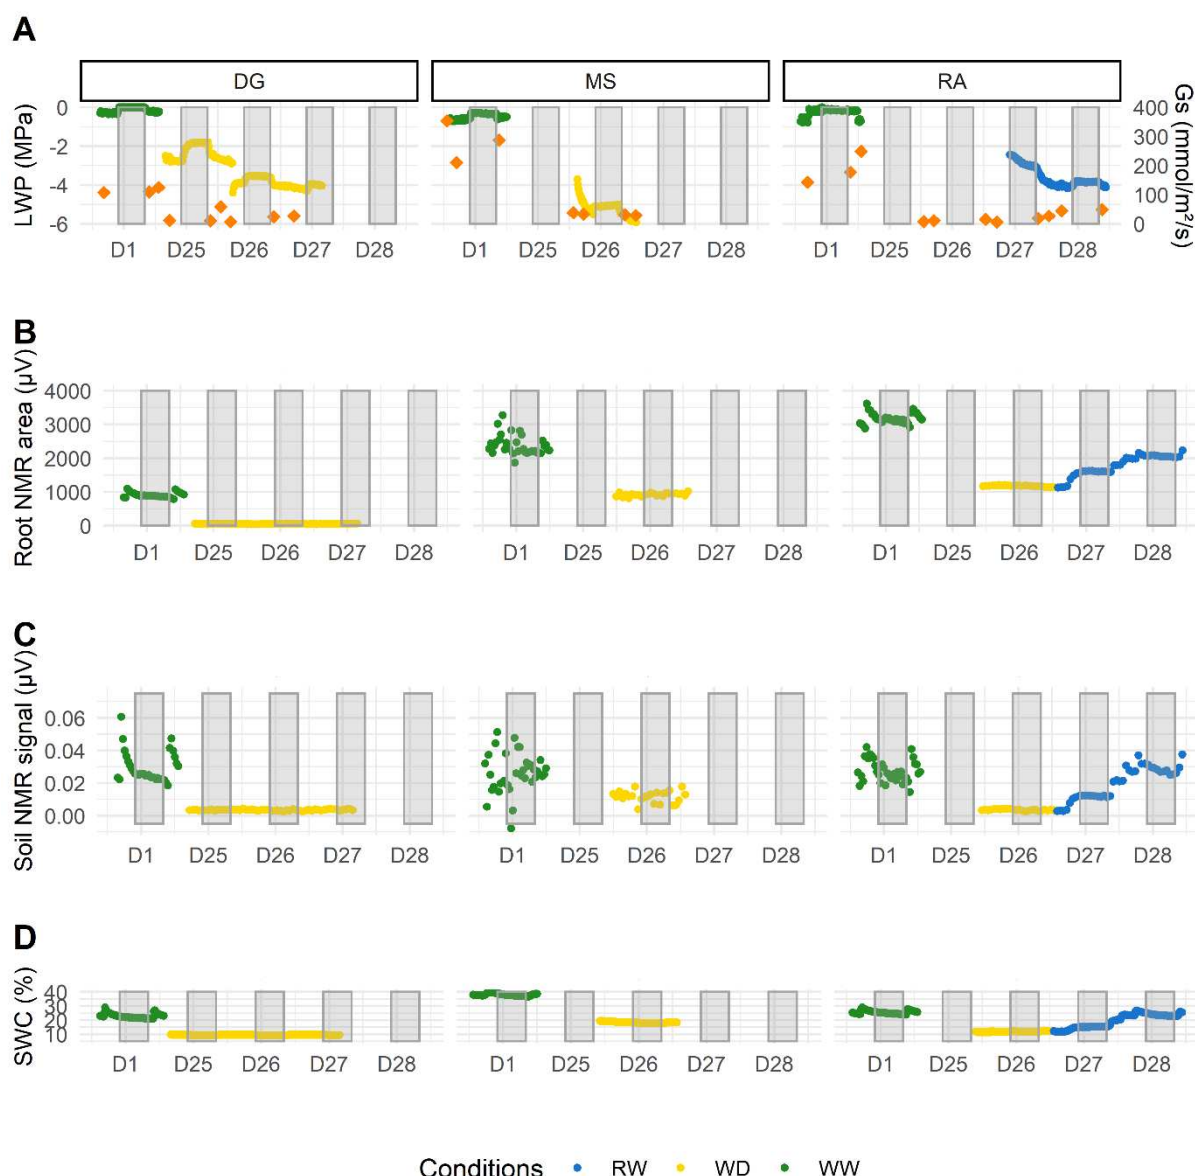 A
DG MS RA
LWP (MPa)
0
-2
-4
-6
Gs (mmol/m²/s)
400
300
200
100
0
D1 D25 D26 D27 D28 D1 D25 D26 D27 D28 D1 D25 D26 D27 D28
B
Root NMR area (µV)
4000
3000
2000
1000
0
D1 D25 D26 D27 D28 D1 D25 D26 D27 D28 D1 D25 D26 D27 D28
C
Soil NMR signal (µV)
0.06
0.04
0.02
0.00
D1 D25 D26 D27 D28 D1 D25 D26 D27 D28 D1 D25 D26 D27 D28
D
SWC (%)
40
30
20
10
D1 D25 D26 D27 D28 D1 D25 D26 D27 D28 D1 D25 D26 D27 D28
Conditions RW WD WW